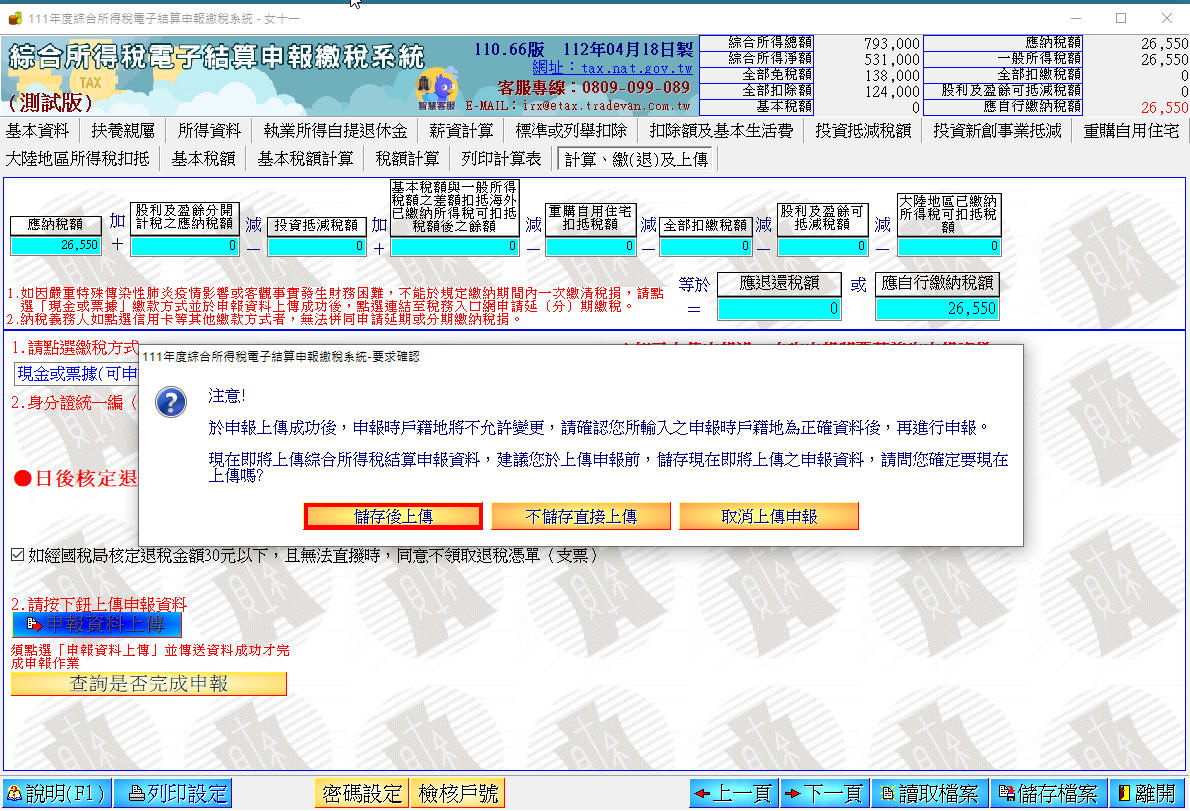 111年度綜合所得稅電子結算申報繳稅系統 - 女十一
綜合所得稅電子結算申報繳稅系統
TAX
(測試版)
智慧客服
110.66版 112年04月18日製
網址：tax.nat.gov.tw
客服專線：0809-099-089
E-MAIL：irx@etax.tradevan.com.tw
綜合所得總額 793,000 應納稅額 26,550
綜合所得淨額 531,000 一般所得稅額 26,550
全部免稅額 138,000 全部扣繳稅額 0
全部扣除額 124,000 股利及盈餘可抵減稅額 0
基本稅額 0 應自行繳納稅額 26,550
基本資料 扶養親屬 所得資料 執業所得自提退休金 薪資計算 標準或列舉扣除 扣除額及基本生活費 投資抵減稅額 投資新創事業抵減 重購自用住宅
大陸地區所得稅扣抵 基本稅額 基本稅額計算 稅額計算 列印計算表 計算、繳(退)及上傳
應納稅額
26,550
加
＋
股利及盈餘分開
計稅之應納稅額
0
減
－
投資抵減稅額
0
加
＋
基本稅額與一般所得
稅額之差額扣抵海外
已繳納所得稅可扣抵
稅額後之餘額
0
減
－
重購自用住宅
扣抵稅額
0
減
－
全部扣繳稅額
0
減
－
股利及盈餘可
抵減稅額
0
減
－
大陸地區已繳納
所得稅可扣抵稅
額
0
等於
＝
應退還稅額
0
或
應自行繳納稅額
26,550
1.如因嚴重特殊傳染性肺炎疫情影響或客觀事實發生財務困難，不能於規定繳納期間內一次繳清稅捐，請點
選「現金或票據」繳款方式並於申報資料上傳成功後，點選連結至稅務入口網申請延（分）期繳稅。
2.納稅義務人如點選信用卡等其他繳款方式者，無法併同申請延期或分期繳納稅捐。
1.請點選繳稅方式
現金或票據(可申
2.身分證統一編（
●日後核定退
111年度綜合所得稅電子結算申報繳稅系統-要求確認
注意!
於申報上傳成功後，申報時戶籍地將不允許變更，請確認您所輸入之申報時戶籍地為正確資料後，再進行申報。
現在即將上傳綜合所得稅結算申報資料，建議您於上傳申報前，儲存現在即將上傳之申報資料，請問您確定要現在
上傳嗎?
儲存後上傳 不儲存直接上傳 取消上傳申報
如經國稅局核定退稅金額30元以下，且無法直撥時，同意不領取退稅憑單（支票）
2.請按下鈕上傳申報資料
申報資料上傳
須點選「申報資料上傳」並傳送資料成功才完
成申報作業
查詢是否完成申報
說明(F1) 列印設定 密碼設定 檢核戶號 上一頁 下一頁 讀取檔案 儲存檔案 離開